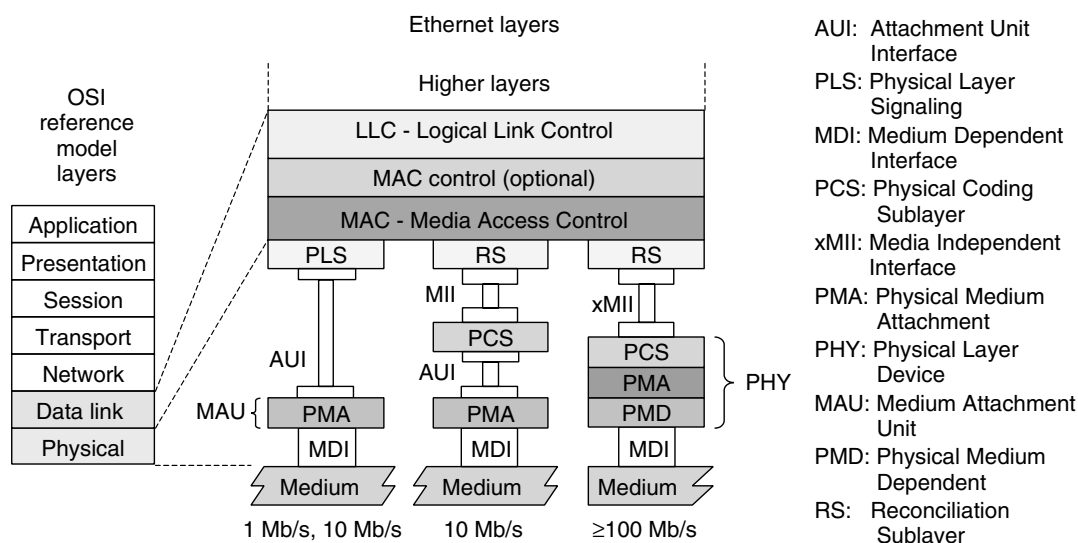 Ethernet layers
Higher layers
OSI
reference
model
layers
Application
Presentation
Session
Transport
Network
Data link
Physical
LLC - Logical Link Control
MAC control (optional)
MAC - Media Access Control
PLS
RS
RS
MII
xMII
PCS
PCS
AUI
AUI
PMA
PHY
MAU
PMA
PMA
PMD
MDI
MDI
MDI
Medium
Medium
Medium
1 Mb/s, 10 Mb/s
10 Mb/s
≥100 Mb/s
AUI: Attachment Unit
Interface
PLS: Physical Layer
Signaling
MDI: Medium Dependent
Interface
PCS: Physical Coding
Sublayer
xMII: Media Independent
Interface
PMA: Physical Medium
Attachment
PHY: Physical Layer
Device
MAU: Medium Attachment
Unit
PMD: Physical Medium
Dependent
RS: Reconciliation
Sublayer